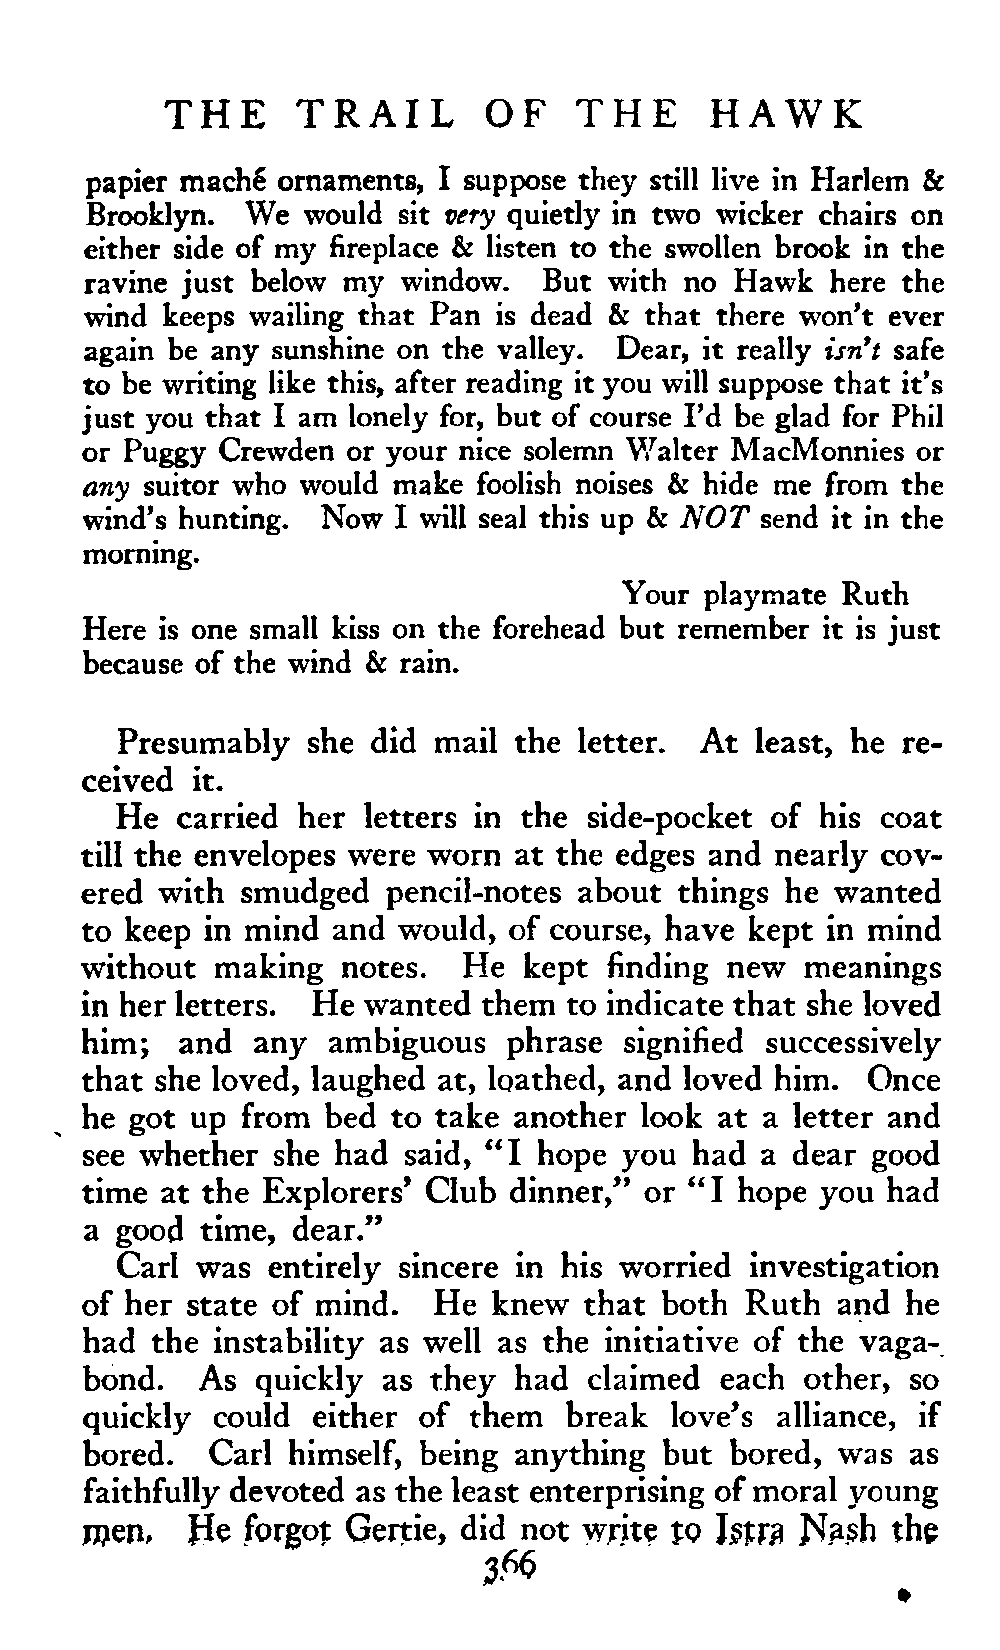 THE TRAIL OF THE HAWK
papier maché ornaments, I suppose they still live in Harlem &
Brooklyn. We would sit very quietly in two wicker chairs on
either side of my fireplace & listen to the swollen brook in the
ravine just below my window. But with no Hawk here the
wind keeps wailing that Pan is dead & that there won't ever
again be any sunshine on the valley. Dear, it really isn't safe
to be writing like this, after reading it you will suppose that it's
just you that I am lonely for, but of course I'd be glad for Phil
or Puggy Crewden or your nice solemn Walter MacMonnies or
any suitor who would make foolish noises & hide me from the
wind's hunting. Now I will seal this up & NOT send it in the
morning.
Your playmate Ruth
Here is one small kiss on the forehead but remember it is just
because of the wind & rain.
Presumably she did mail the letter. At least, he re-
ceived it.
He carried her letters in the side-pocket of his coat
till the envelopes were worn at the edges and nearly cov-
ered with smudged pencil-notes about things he wanted
to keep in mind and would, of course, have kept in mind
without making notes. He kept finding new meanings
in her letters. He wanted them to indicate that she loved
him; and any ambiguous phrase signified successively
that she loved, laughed at, loathed, and loved him. Once
he got up from bed to take another look at a letter and
see whether she had said, "I hope you had a dear good
time at the Explorers' Club dinner," or "I hope you had
a good time, dear."
Carl was entirely sincere in his worried investigation
of her state of mind. He knew that both Ruth and he
had the instability as well as the initiative of the vaga-
bond. As quickly as they had claimed each other, so
quickly could either of them break love's alliance, if
bored. Carl himself, being anything but bored, was as
faithfully devoted as the least enterprising of moral young
men. He forgot Gertie, did not write to Istra Nash the
366